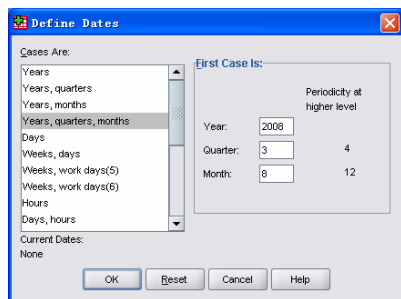 Define Dates
Cases Are:
Years
Years, quarters
Years, months
Years, quarters, months
Days
Weeks, days
Weeks, work days(5)
Weeks, work days(6)
Hours
Days, hours
Current Dates:
None
First Case Is:
Periodicity at
higher level
Year: 2008
Quarter: 3 4
Month: 8 12
OK Reset Cancel Help